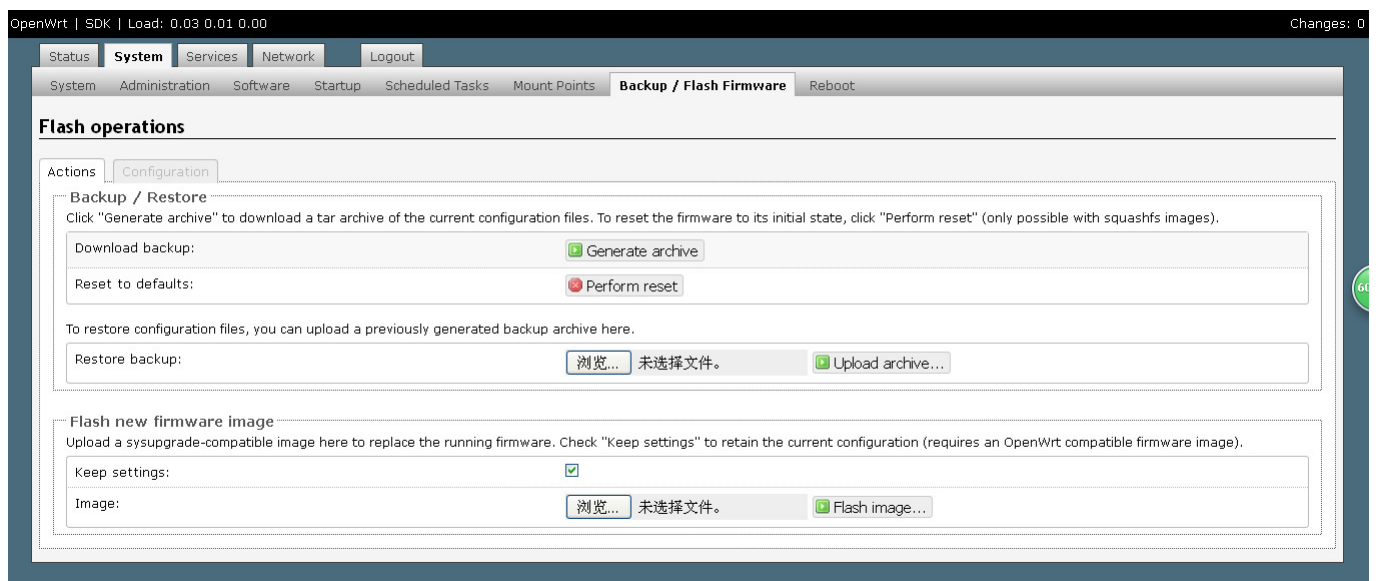 OpenWrt | SDK | Load: 0.03 0.01 0.00 Changes: 0
Status System Services Network Logout
System Administration Software Startup Scheduled Tasks Mount Points Backup / Flash Firmware Reboot
Flash operations
Actions Configuration
Backup / Restore
Click "Generate archive" to download a tar archive of the current configuration files. To reset the firmware to its initial state, click "Perform reset" (only possible with squashfs images).
Download backup: Generate archive
Reset to defaults: Perform reset
To restore configuration files, you can upload a previously generated backup archive here.
Restore backup: 浏览... 未选择文件。 Upload archive...
Flash new firmware image
Upload a sysupgrade-compatible image here to replace the running firmware. Check "Keep settings" to retain the current configuration (requires an OpenWrt compatible firmware image).
Keep settings:
Image: 浏览... 未选择文件。 Flash image...